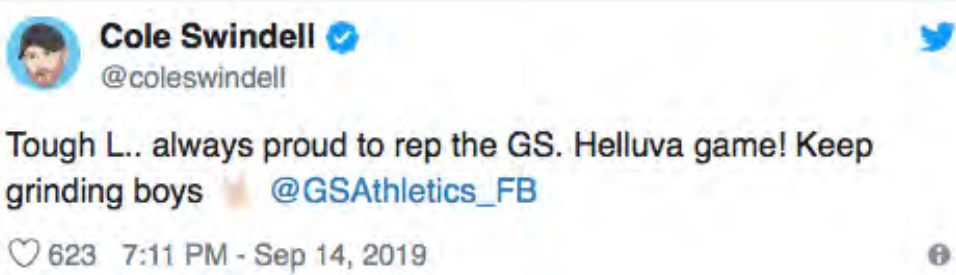 Cole Swindell
@coleswindell
Tough L.. always proud to rep the GS. Helluva game! Keep
grinding boys 🤘🏻 @GSAthletics_FB
623 7:11 PM - Sep 14, 2019